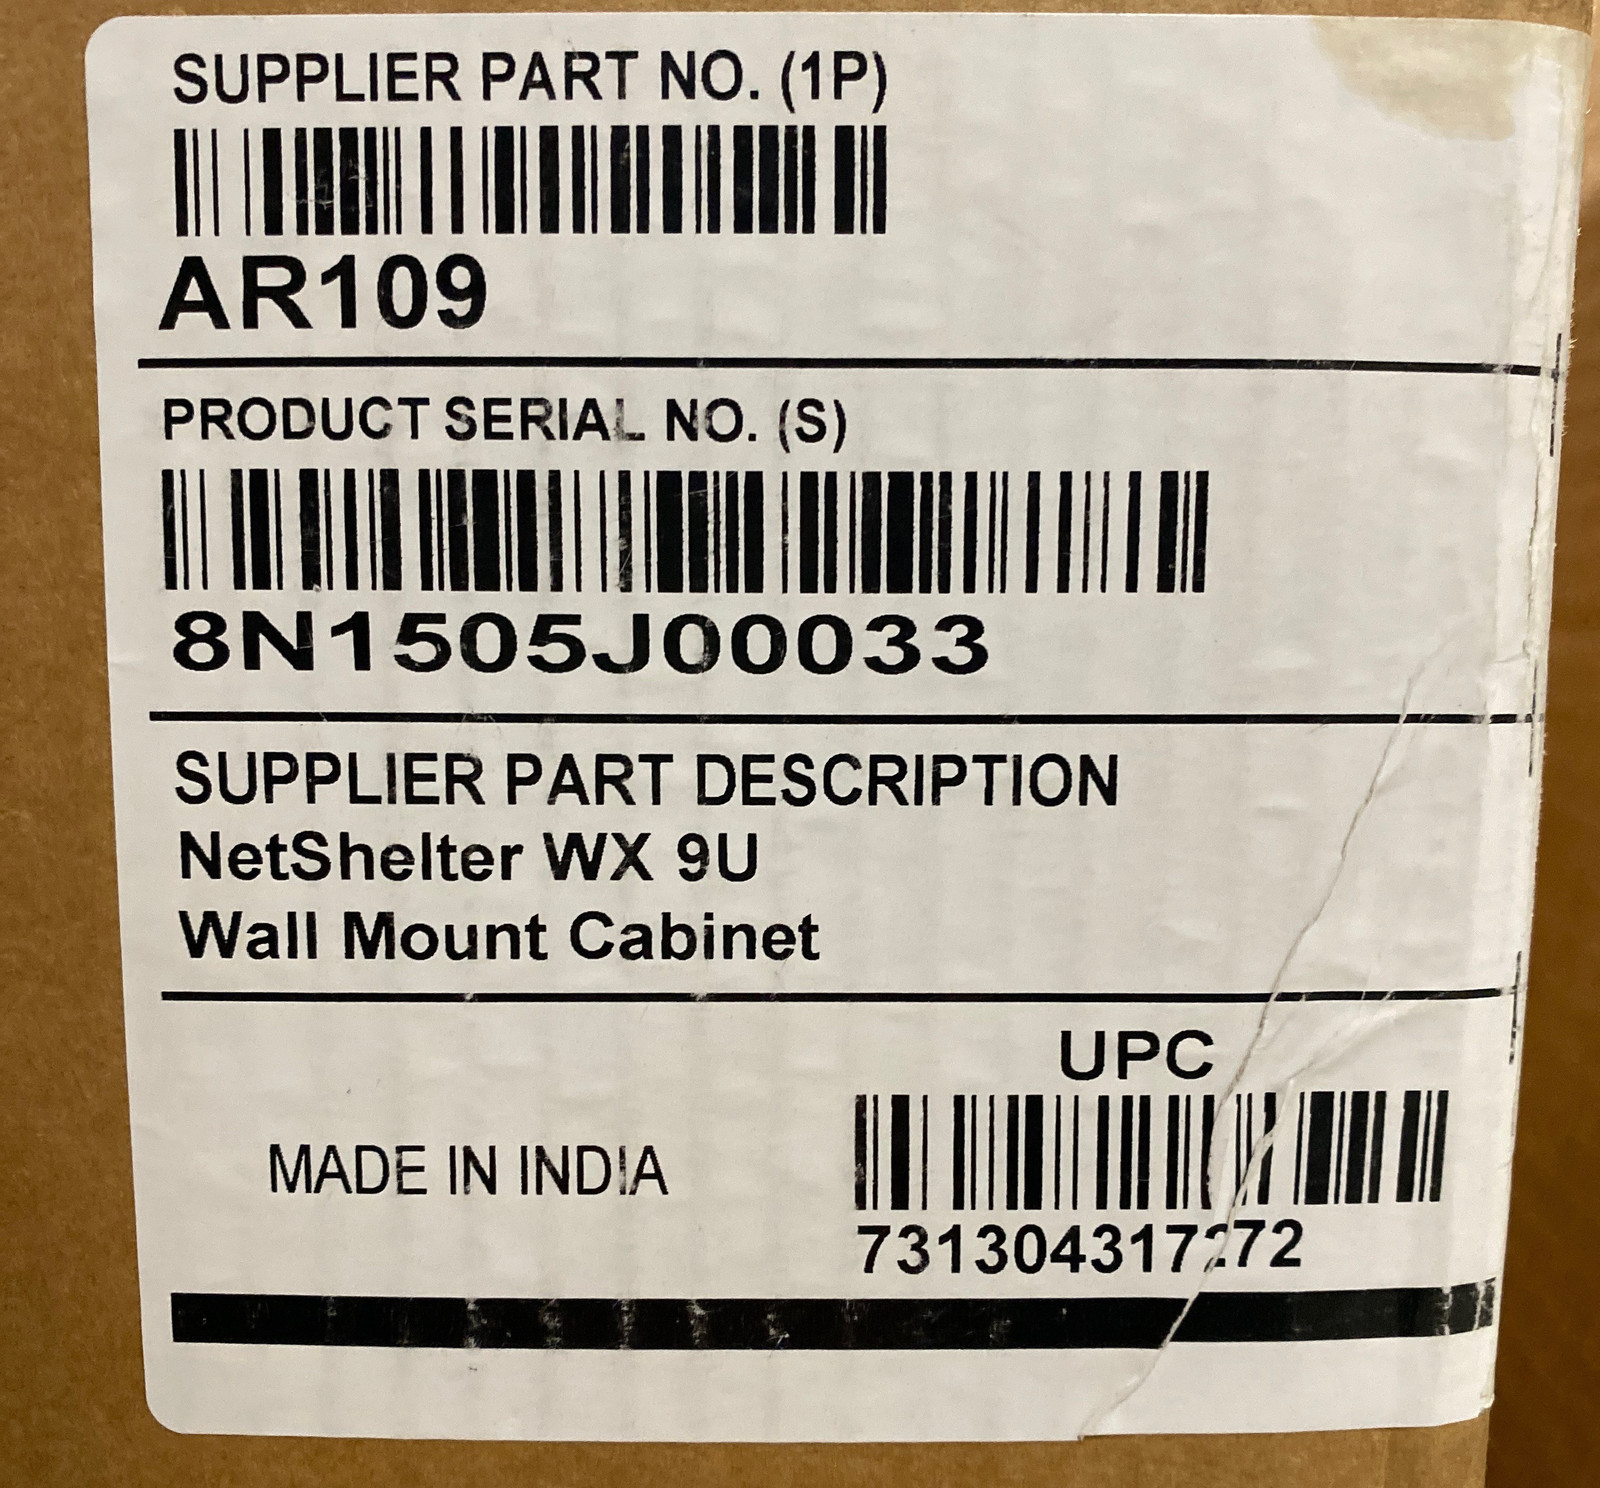 SUPPLIER PART NO. (1P)
AR109
PRODUCT SERIAL NO. (S)
8N1505J00033
SUPPLIER PART DESCRIPTION
NetShelter WX 9U
Wall Mount Cabinet
UPC
MADE IN INDIA
731304317272